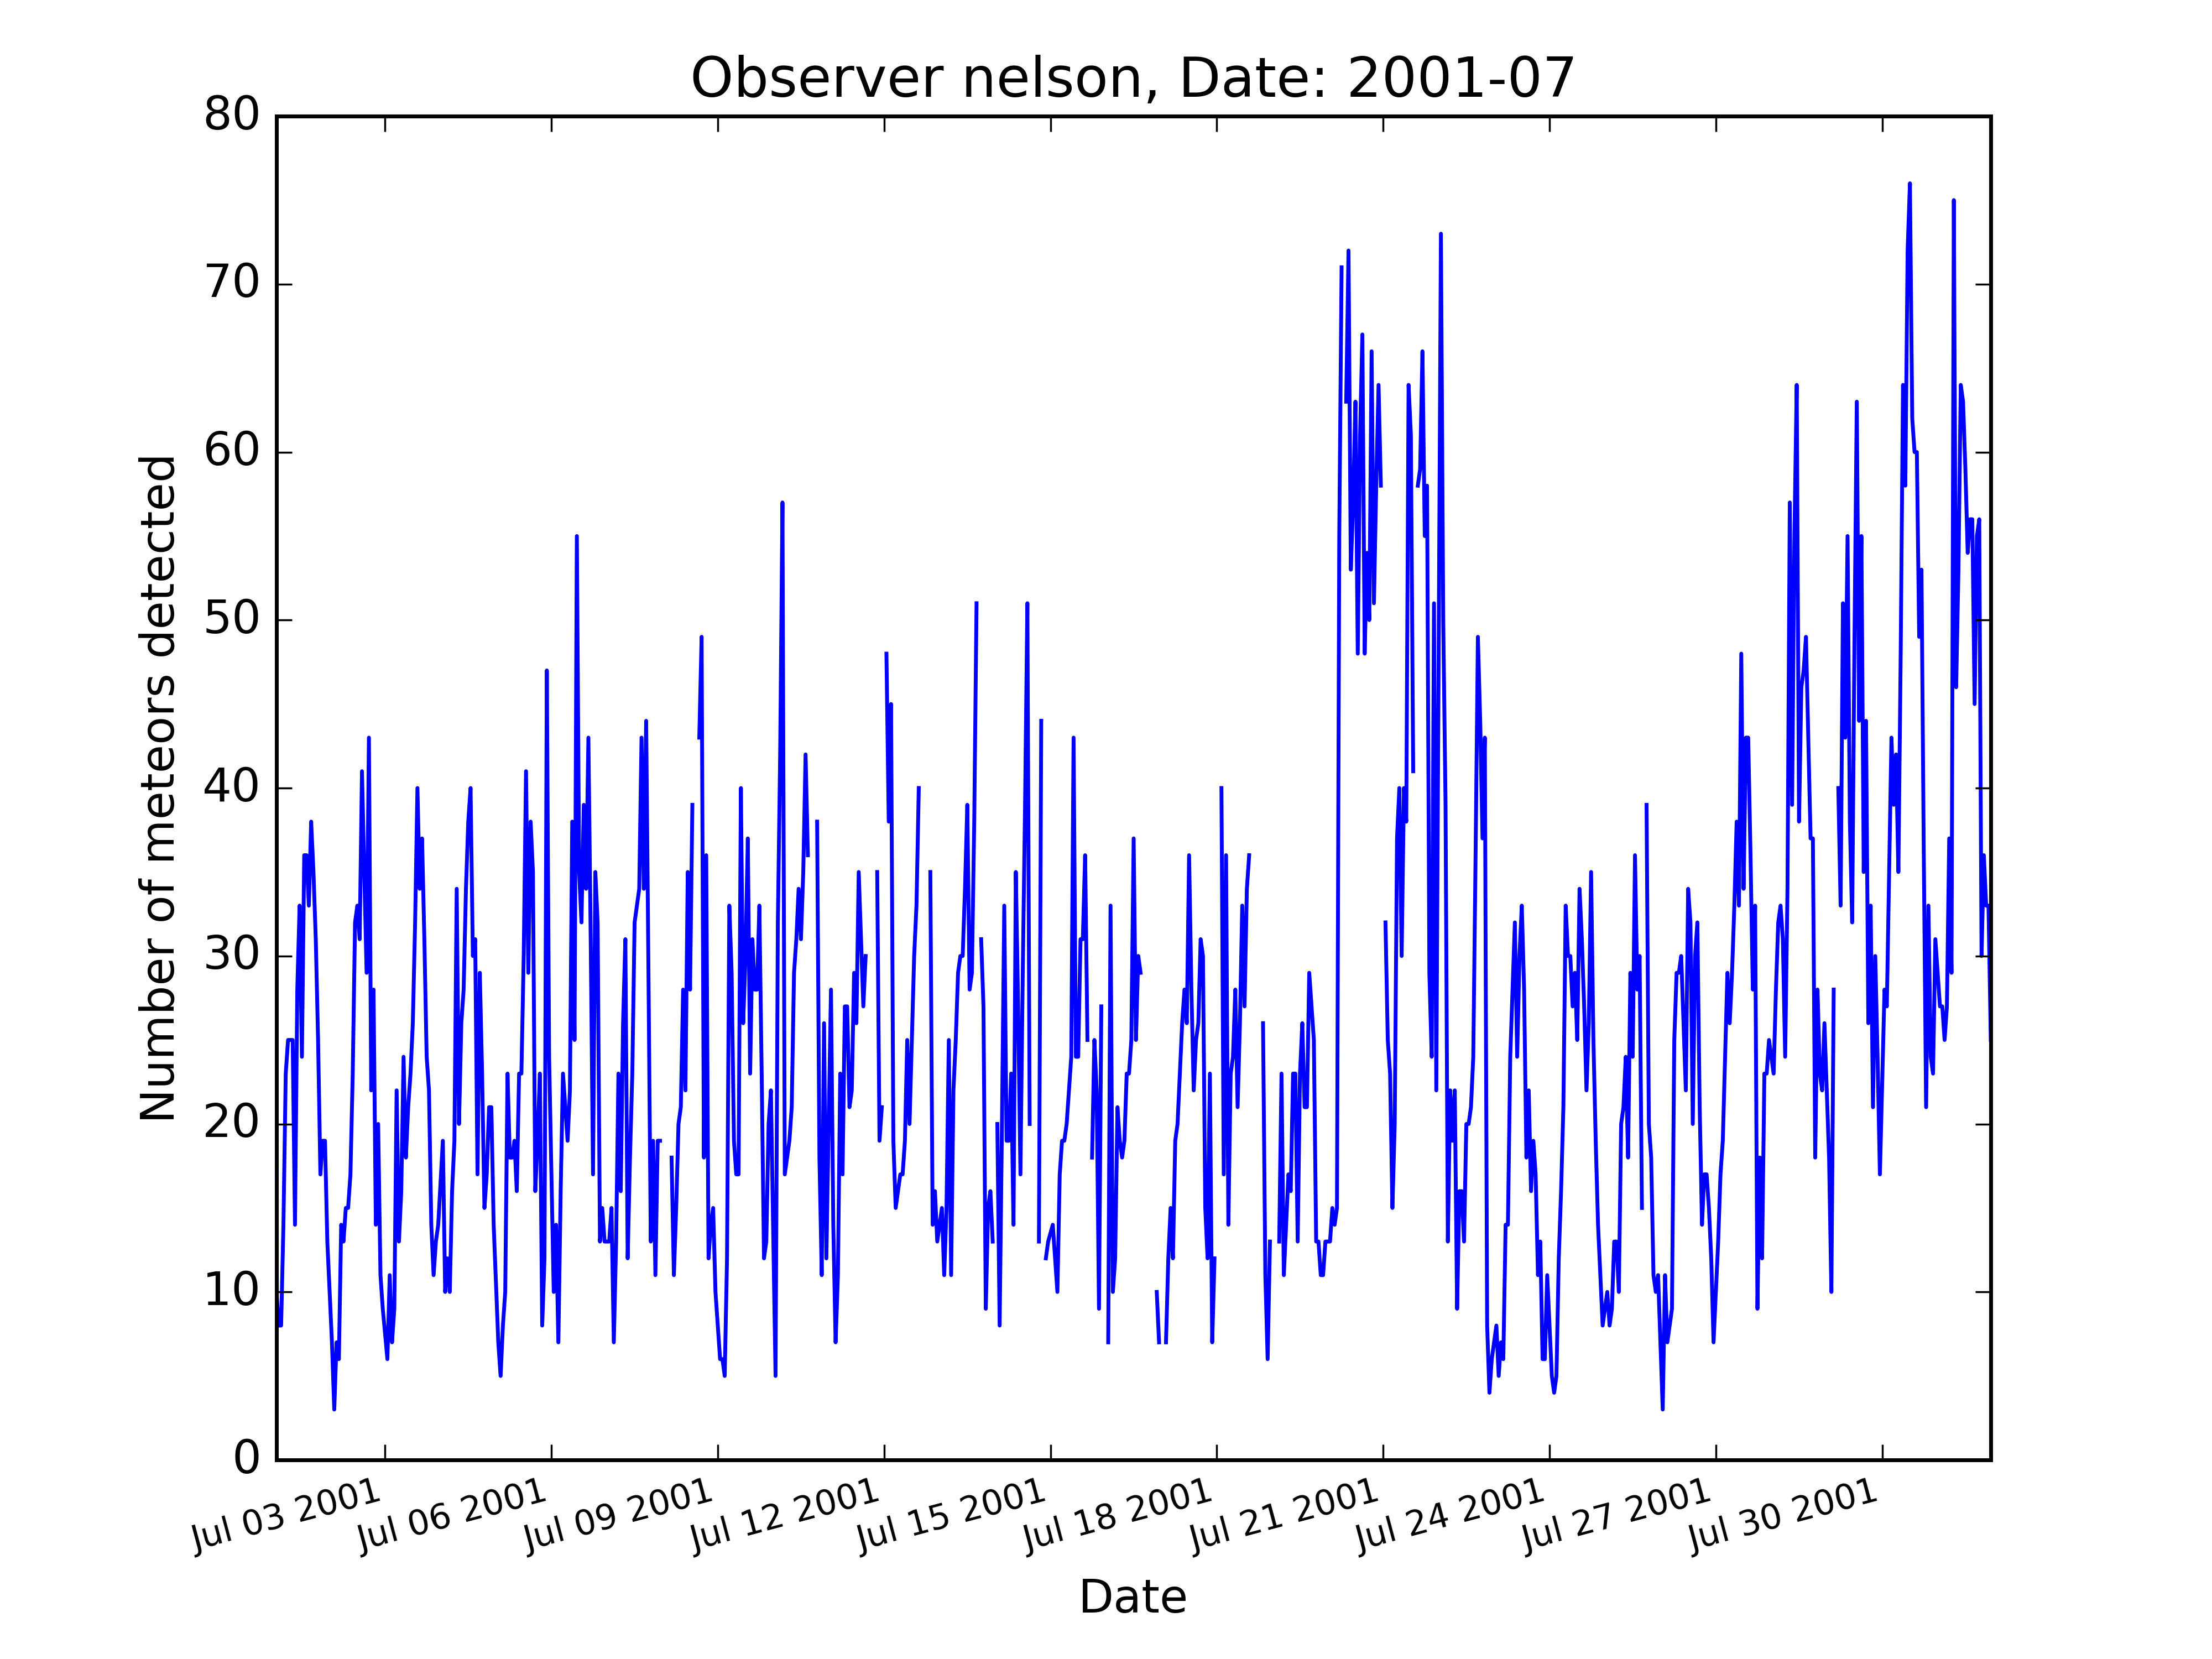 Observer nelson, Date: 2001-07
Number of meteors detected
80
70
60
50
40
30
20
10
0
Jul 03 2001
Jul 06 2001
Jul 09 2001
Jul 12 2001
Jul 15 2001
Jul 18 2001
Jul 21 2001
Jul 24 2001
Jul 27 2001
Jul 30 2001
Date